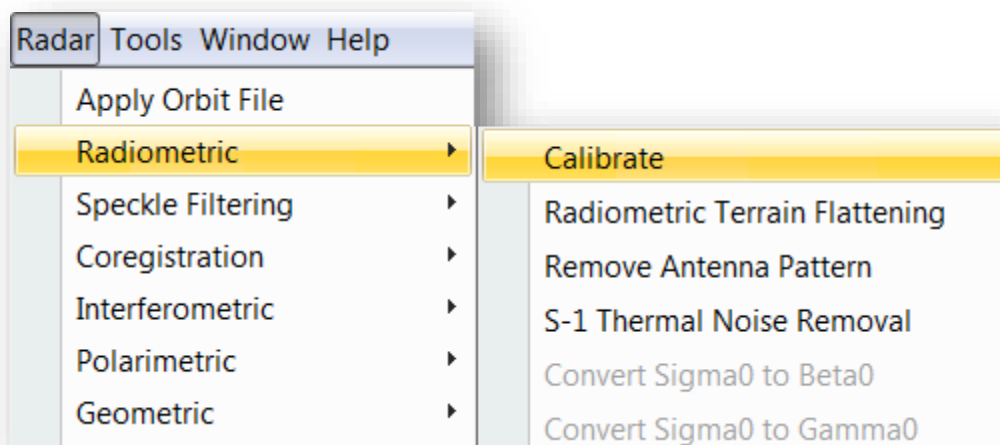 Radar Tools Window Help
Apply Orbit File
Radiometric
Speckle Filtering
Coregistration
Interferometric
Polarimetric
Geometric
Calibrate
Radiometric Terrain Flattening
Remove Antenna Pattern
S-1 Thermal Noise Removal
Convert Sigma0 to Beta0
Convert Sigma0 to Gamma0